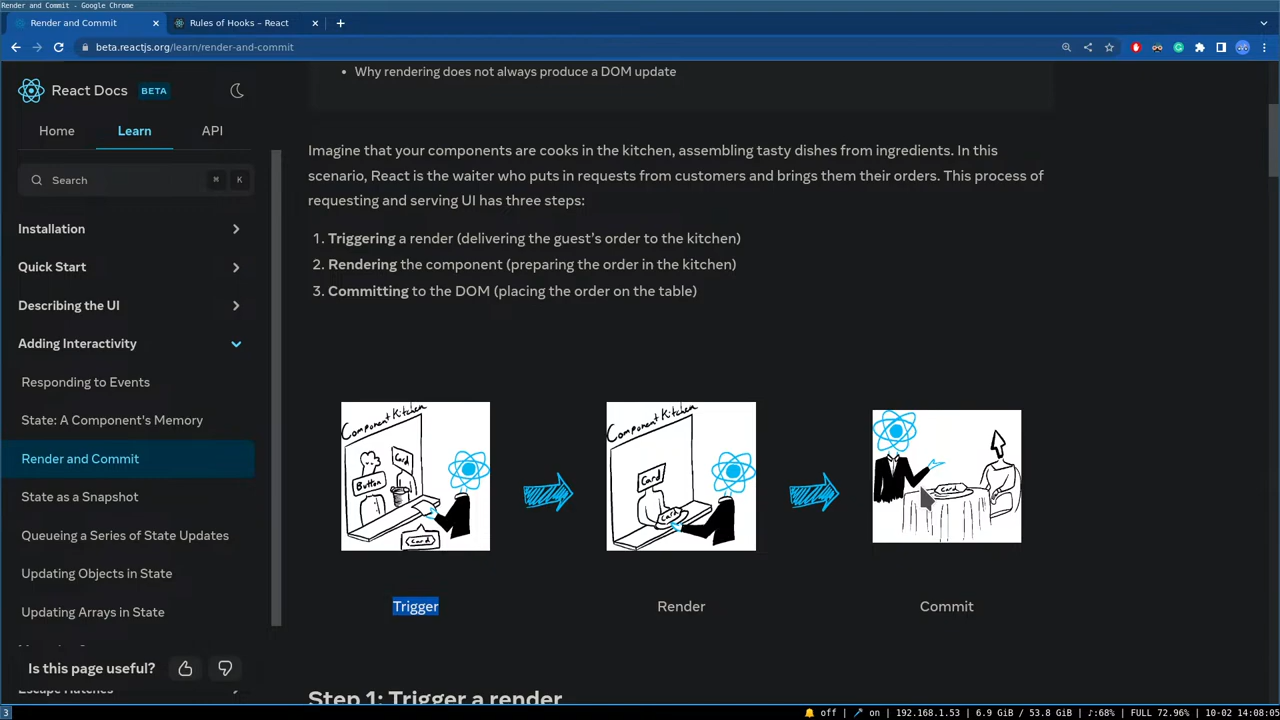 Render and Commit - Google Chrome
Render and Commit
Rules of Hooks – React
beta.reactjs.org/learn/render-and-commit
React Docs BETA
Home Learn API
Search ⌘ K
Installation
Quick Start
Describing the UI
Adding Interactivity
Responding to Events
State: A Component's Memory
Render and Commit
State as a Snapshot
Queueing a Series of State Updates
Updating Objects in State
Updating Arrays in State
Is this page useful?
Escape Hatches
• Why rendering does not always produce a DOM update
Imagine that your components are cooks in the kitchen, assembling tasty dishes from ingredients. In this
scenario, React is the waiter who puts in requests from customers and brings them their orders. This process of
requesting and serving UI has three steps:
1. Triggering a render (delivering the guest's order to the kitchen)
2. Rendering the component (preparing the order in the kitchen)
3. Committing to the DOM (placing the order on the table)
Component Kitchen
Button
Card
Card
Component Kitchen
Card
Card
Card
Trigger
Render
Commit
Step 1: Trigger a render
3
off | on | 192.168.1.53 | 6.9 GiB / 53.8 GiB | ♪:68% | FULL 72.96% | 10-02 14:08:05